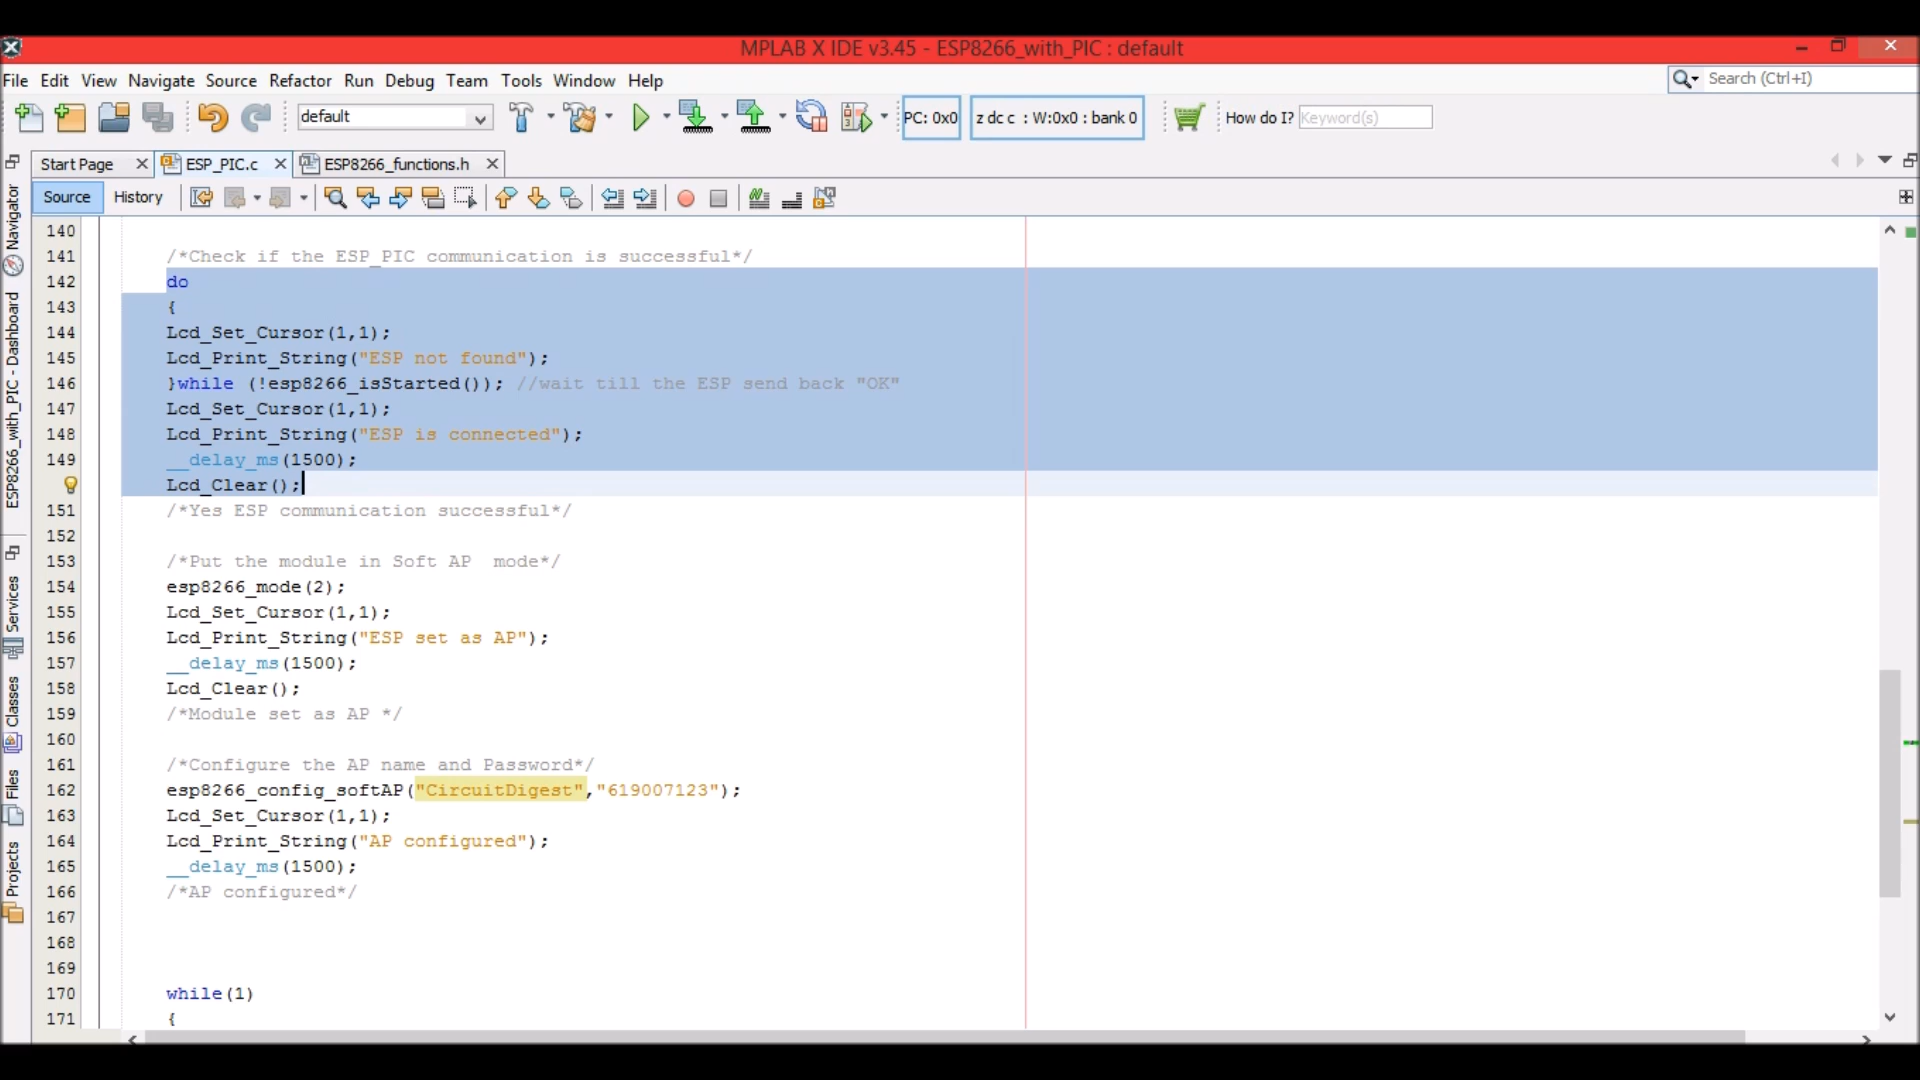 MPLAB X IDE v3.45 - ESP8266_with_PIC : default
File Edit View Navigate Source Refactor Run Debug Team Tools Window Help
Search (Ctrl+I)
default
PC: 0x0
z dc c : W:0x0 : bank 0
How do I? Keyword(s)
Start Page
ESP_PIC.c
ESP8266_functions.h
Source History
Navigator
ESP8266_with_PIC - Dashboard
Services
Classes
Files
Projects
140
141 /*Check if the ESP_PIC communication is successful*/
142 do
143 {
144 Lcd_Set_Cursor(1,1);
145 Lcd_Print_String("ESP not found");
146 }while (!esp8266_isStarted()); //wait till the ESP send back "OK"
147 Lcd_Set_Cursor(1,1);
148 Lcd_Print_String("ESP is connected");
149 __delay_ms(1500);
Lcd_Clear();
151 /*Yes ESP communication successful*/
152
153 /*Put the module in Soft AP  mode*/
154 esp8266_mode(2);
155 Lcd_Set_Cursor(1,1);
156 Lcd_Print_String("ESP set as AP");
157 __delay_ms(1500);
158 Lcd_Clear();
159 /*Module set as AP */
160
161 /*Configure the AP name and Password*/
162 esp8266_config_softAP("CircuitDigest","619007123");
163 Lcd_Set_Cursor(1,1);
164 Lcd_Print_String("AP configured");
165 __delay_ms(1500);
166 /*AP configured*/
167
168
169
170 while(1)
171 {